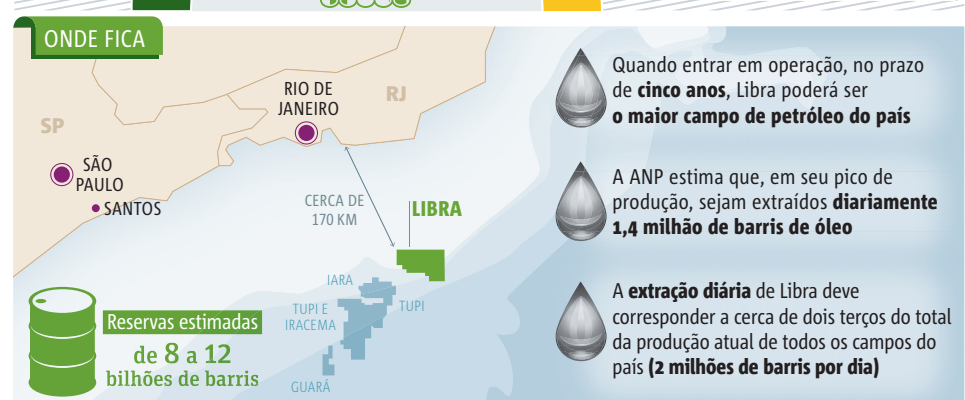 ONDE FICA
SP
RJ
RIO DE
JANEIRO
SÃO
PAULO
SANTOS
CERCA DE
170 KM
LIBRA
IARA
TUPI
TUPI E
IRACEMA
GUARÁ
Reservas estimadas
de 8 a 12
bilhões de barris
Quando entrar em operação, no prazo
de cinco anos, Libra poderá ser
o maior campo de petróleo do país
A ANP estima que, em seu pico de
produção, sejam extraídos diariamente
1,4 milhão de barris de óleo
A extração diária de Libra deve
corresponder a cerca de dois terços do total
da produção atual de todos os campos do
país (2 milhões de barris por dia)